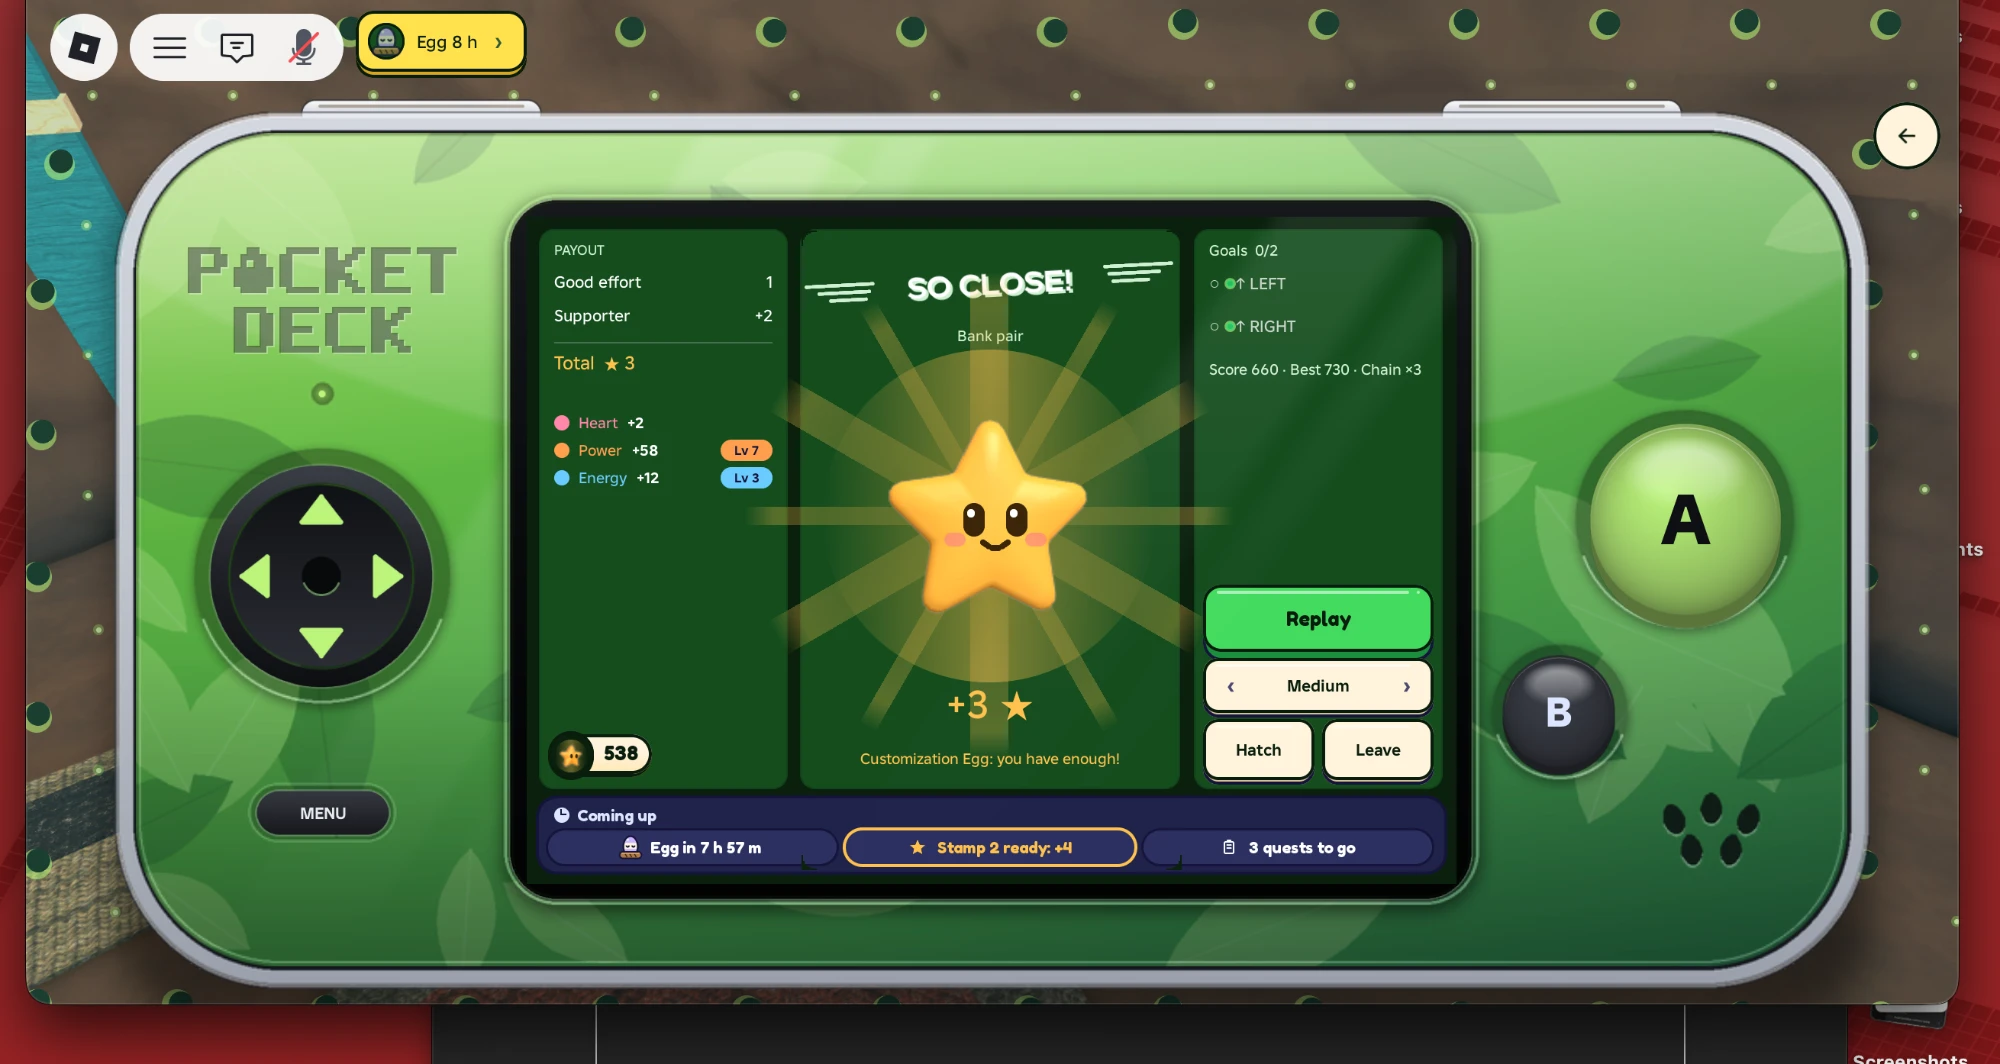 Egg 8 h ›
POCKET
DECK
PAYOUT
Good effort 1
Supporter +2
Total ★ 3
Heart +2
Power +58 Lv 7
Energy +12 Lv 3
538
SO CLOSE!
Bank pair
+3 ★
Customization Egg: you have enough!
Goals 0/2
○ ↑ LEFT
○ ↑ RIGHT
Score 660 · Best 730 · Chain ×3
Replay
‹ Medium ›
Hatch Leave
Coming up
Egg in 7 h 57 m
★ Stamp 2 ready: +4
3 quests to go
MENU
A
B
nts
Screenshots